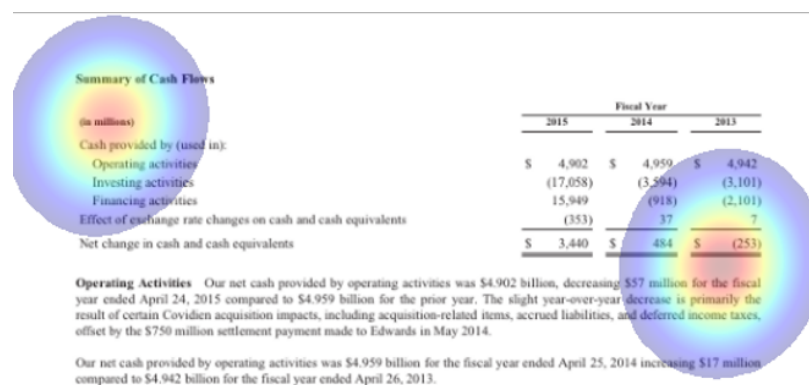 Summary of Cash Flows
Fiscal Year
(in millions) 2015 2014 2013
Cash provided by (used in):
Operating activities $ 4,902 $ 4,959 $ 4,942
Investing activities (17,058) (3,594) (3,101)
Financing activities 15,949 (918) (2,101)
Effect of exchange rate changes on cash and cash equivalents (353) 37 7
Net change in cash and cash equivalents $ 3,440 $ 484 $ (253)
Operating Activities Our net cash provided by operating activities was $4.902 billion, decreasing $57 million for the fiscal
year ended April 24, 2015 compared to $4.959 billion for the prior year. The slight year-over-year decrease is primarily the
result of certain Covidien acquisition impacts, including acquisition-related items, accrued liabilities, and deferred income taxes,
offset by the $750 million settlement payment made to Edwards in May 2014.
Our net cash provided by operating activities was $4.959 billion for the fiscal year ended April 25, 2014 increasing $17 million
compared to $4.942 billion for the fiscal year ended April 26, 2013.